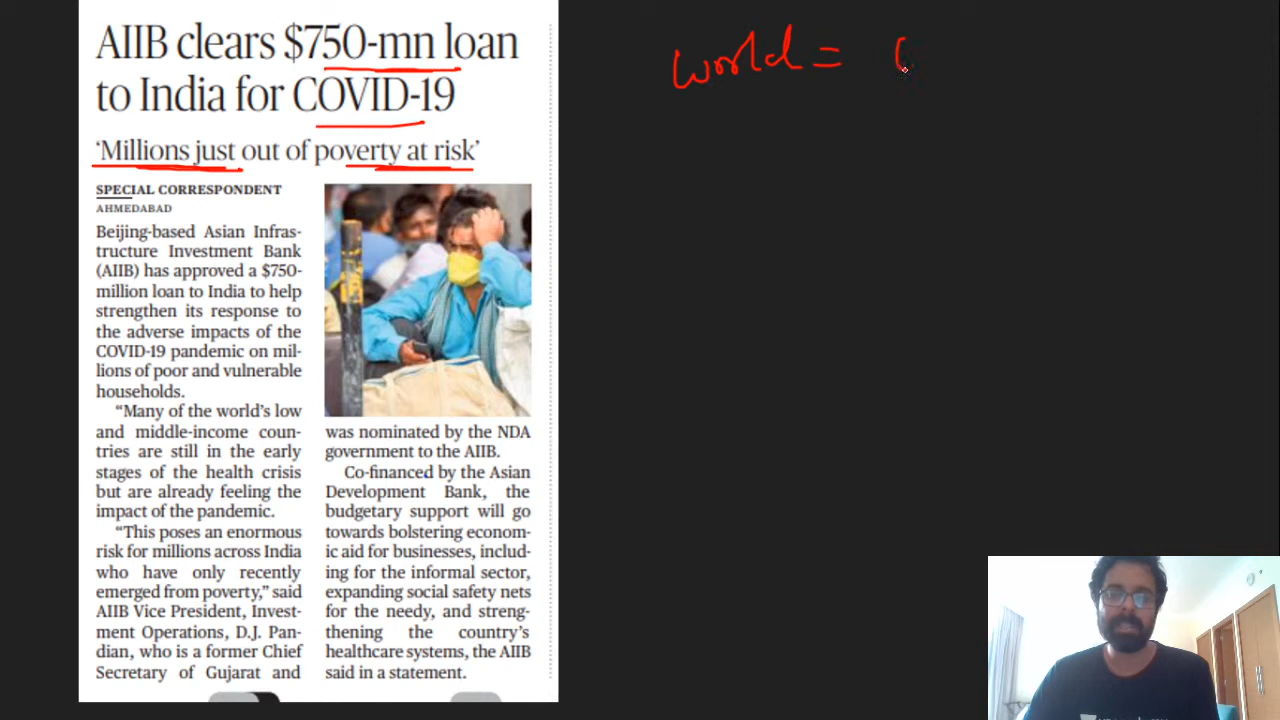 AIIB clears $750-mn loan
to India for COVID-19
‘Millions just out of poverty at risk’
SPECIAL CORRESPONDENT
AHMEDABAD
Beijing-based Asian Infras-
tructure Investment Bank
(AIIB) has approved a $750-
million loan to India to help
strengthen its response to
the adverse impacts of the
COVID-19 pandemic on mil-
lions of poor and vulnerable
households.
“Many of the world’s low
and middle-income coun-
tries are still in the early
stages of the health crisis
but are already feeling the
impact of the pandemic.
“This poses an enormous
risk for millions across India
who have only recently
emerged from poverty,” said
AIIB Vice President, Invest-
ment Operations, D.J. Pan-
dian, who is a former Chief
Secretary of Gujarat and
was nominated by the NDA
government to the AIIB.
Co-financed by the Asian
Development Bank, the
budgetary support will go
towards bolstering econom-
ic aid for businesses, includ-
ing for the informal sector,
expanding social safety nets
for the needy, and streng-
thening the country’s
healthcare systems, the AIIB
said in a statement.
world = (